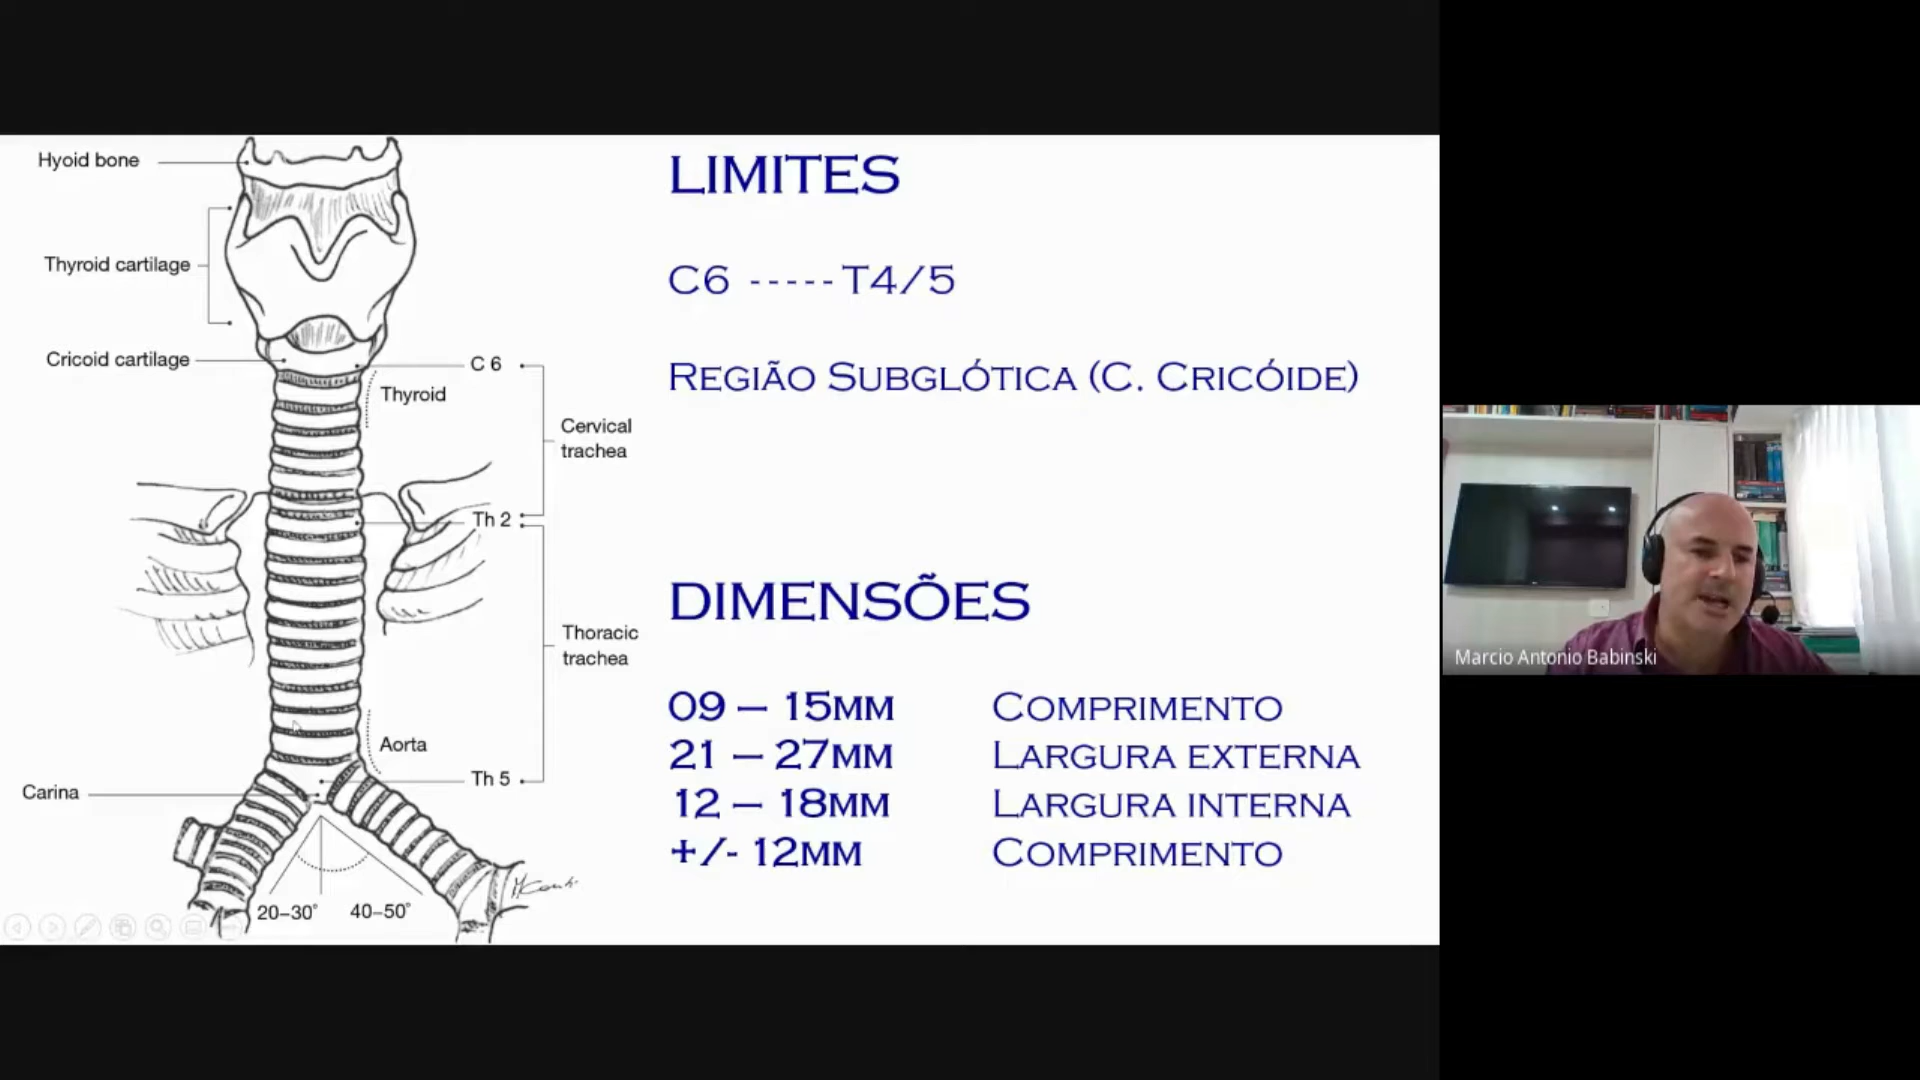 Hyoid bone
Thyroid cartilage
Cricoid cartilage
C 6
Thyroid
Cervical
trachea
Th 2
Thoracic
trachea
Aorta
Th 5
Carina
20–30°
40–50°
LIMITES
C6 -----T4/5
Região Subglótica (C. Cricóide)
DIMENSÕES
09 – 15mm Comprimento
21 – 27mm Largura externa
12 – 18mm Largura interna
+/- 12mm Comprimento
Marcio Antonio Babinski